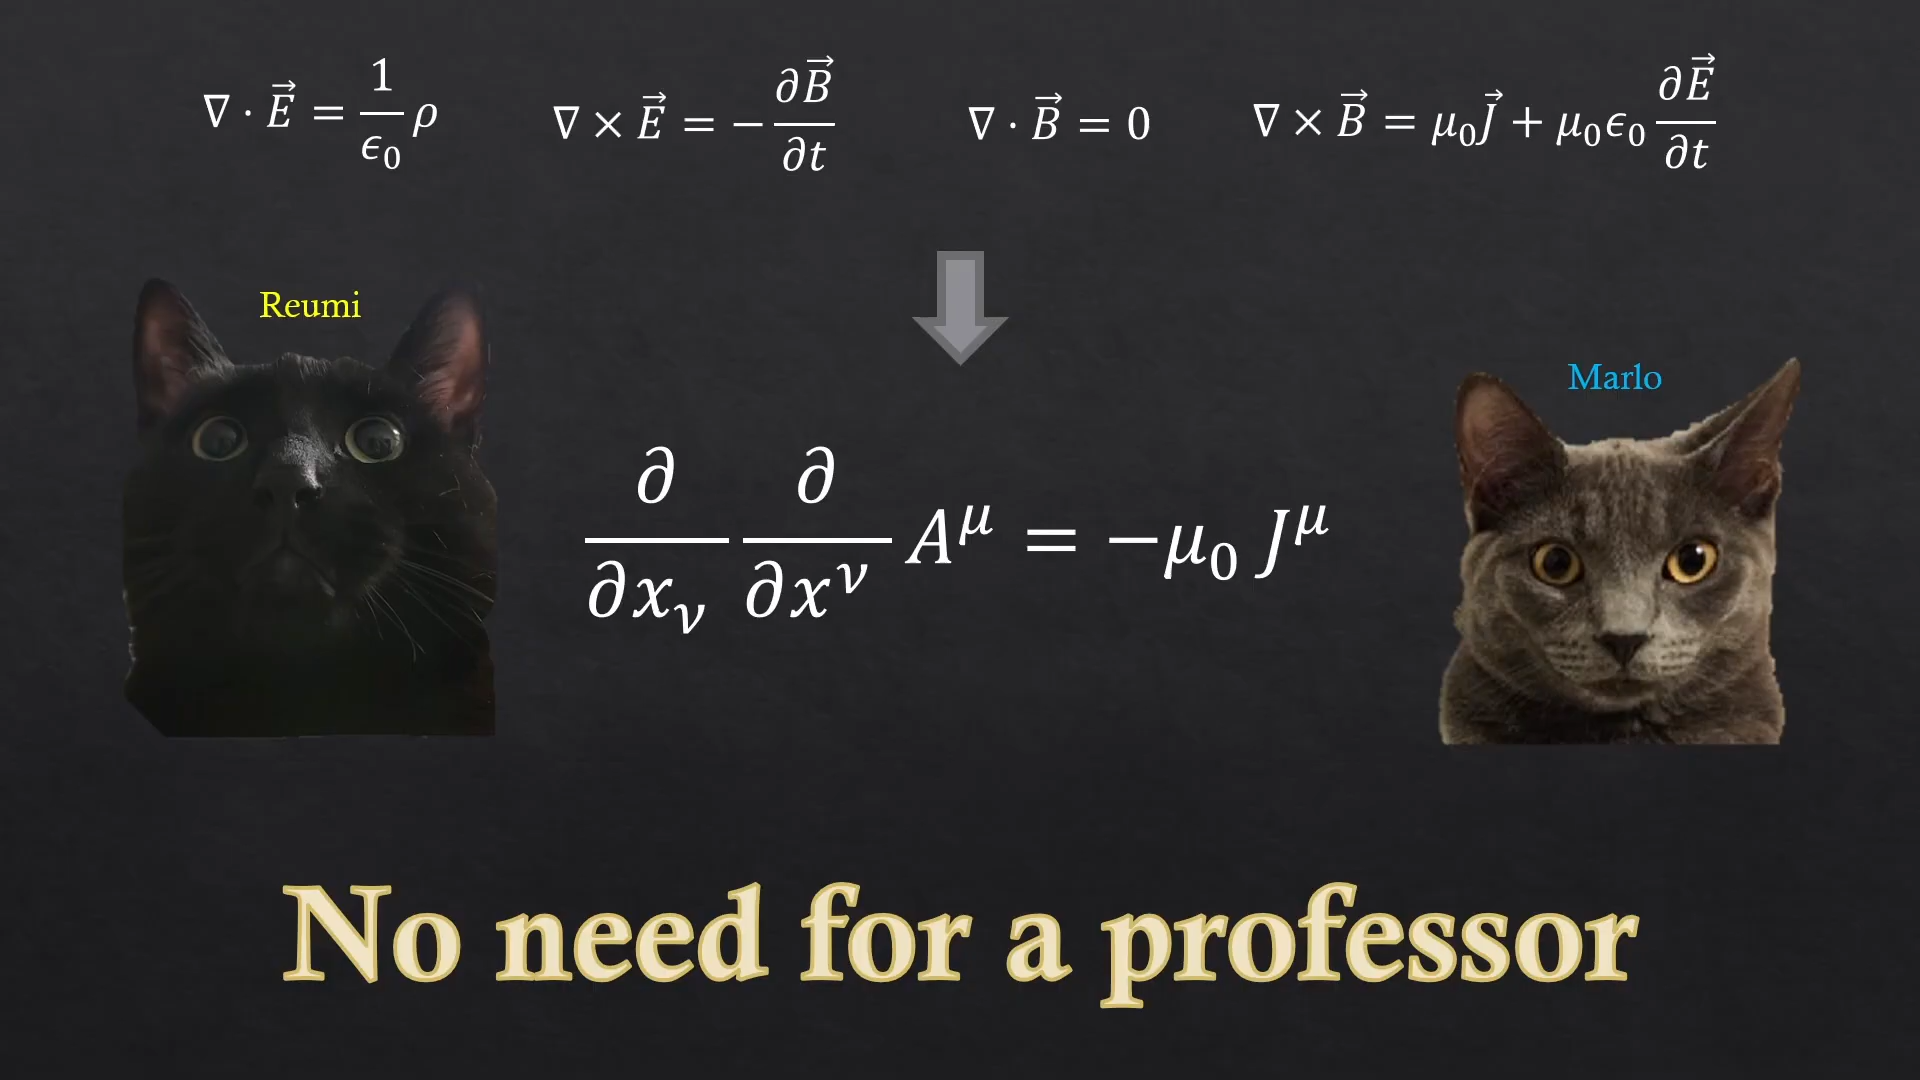 ∇ · E⃗ = 1/ϵ₀ ρ    ∇ × E⃗ = − ∂B⃗/∂t    ∇ · B⃗ = 0    ∇ × B⃗ = μ₀J⃗ + μ₀ϵ₀ ∂E⃗/∂t
Reumi
Marlo
∂/∂x_ν ∂/∂x^ν A^μ = −μ₀ J^μ
No need for a professor